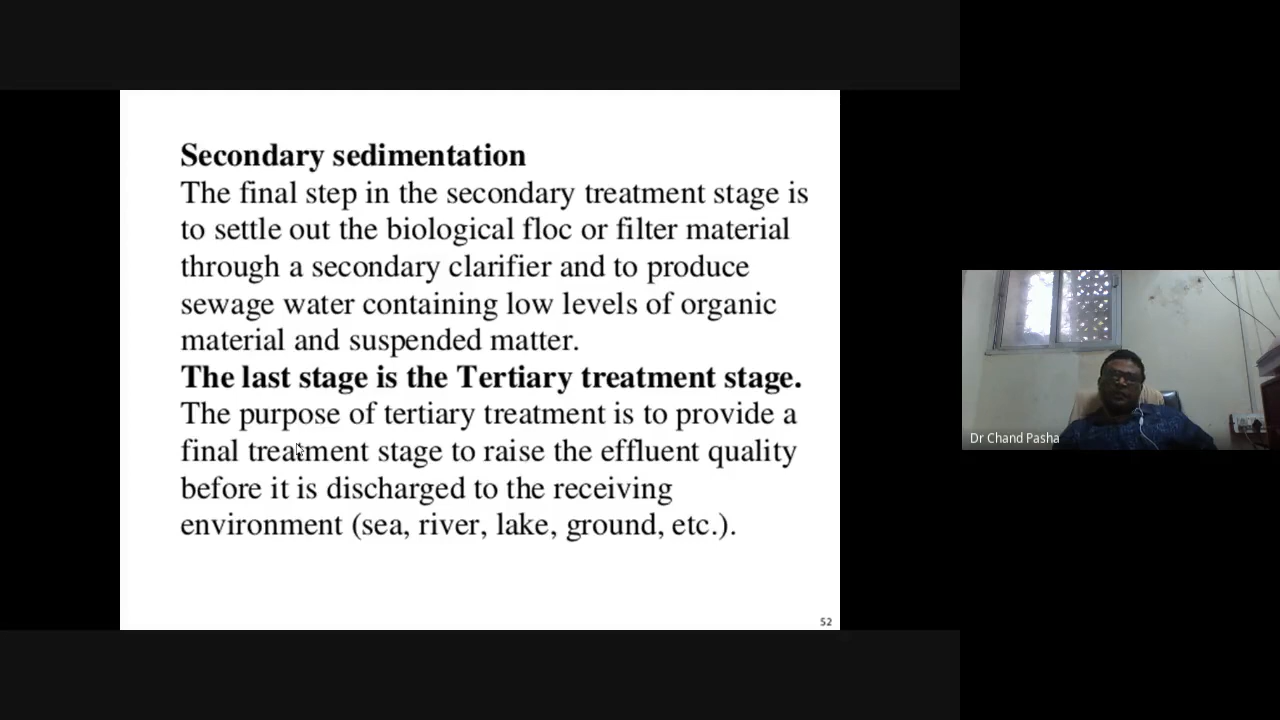 Secondary sedimentation
The final step in the secondary treatment stage is
to settle out the biological floc or filter material
through a secondary clarifier and to produce
sewage water containing low levels of organic
material and suspended matter.
The last stage is the Tertiary treatment stage.
The purpose of tertiary treatment is to provide a
final treatment stage to raise the effluent quality
before it is discharged to the receiving
environment (sea, river, lake, ground, etc.).
52
Dr Chand Pasha